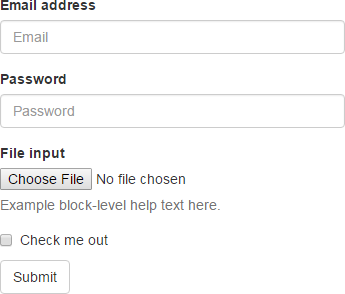 Email address
Email
Password
Password
File input
Choose File No file chosen
Example block-level help text here.
Check me out
Submit